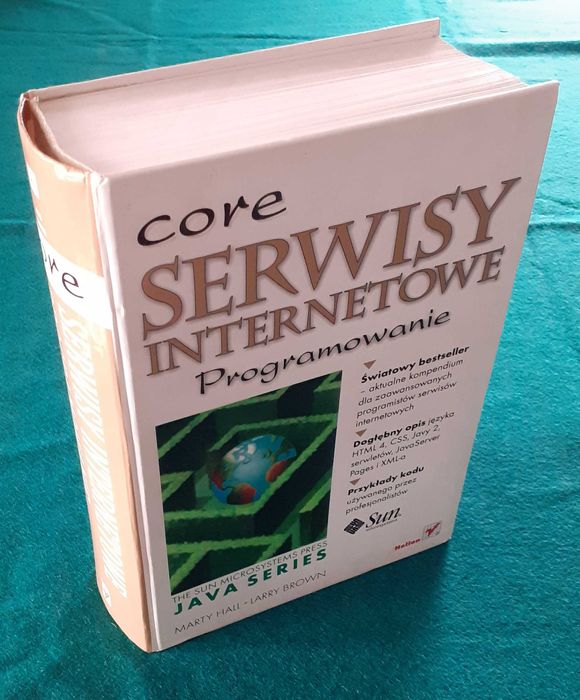 core
SERWISY
INTERNETOWE
Programowanie
Światowy bestseller
– aktualne kompendium
dla zaawansowanych
programistów serwisów
internetowych
Dogłębny opis języka
HTML 4, CSS, Javy 2,
serwletów, JavaServer
Pages i XML-a
Przykłady kodu
używanego przez
profesjonalistów
Sun
microsystems
Helion
THE SUN MICROSYSTEMS PRESS
JAVA SERIES
MARTY HALL • LARRY BROWN
ore